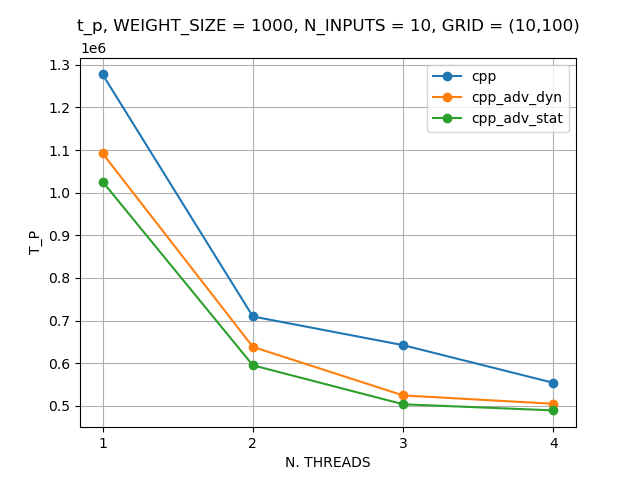 t_p, WEIGHT_SIZE = 1000, N_INPUTS = 10, GRID = (10,100)
1e6
1.3
1.2
1.1
1.0
0.9
0.8
0.7
0.6
0.5
T_P
cpp
cpp_adv_dyn
cpp_adv_stat
1 2 3 4
N. THREADS